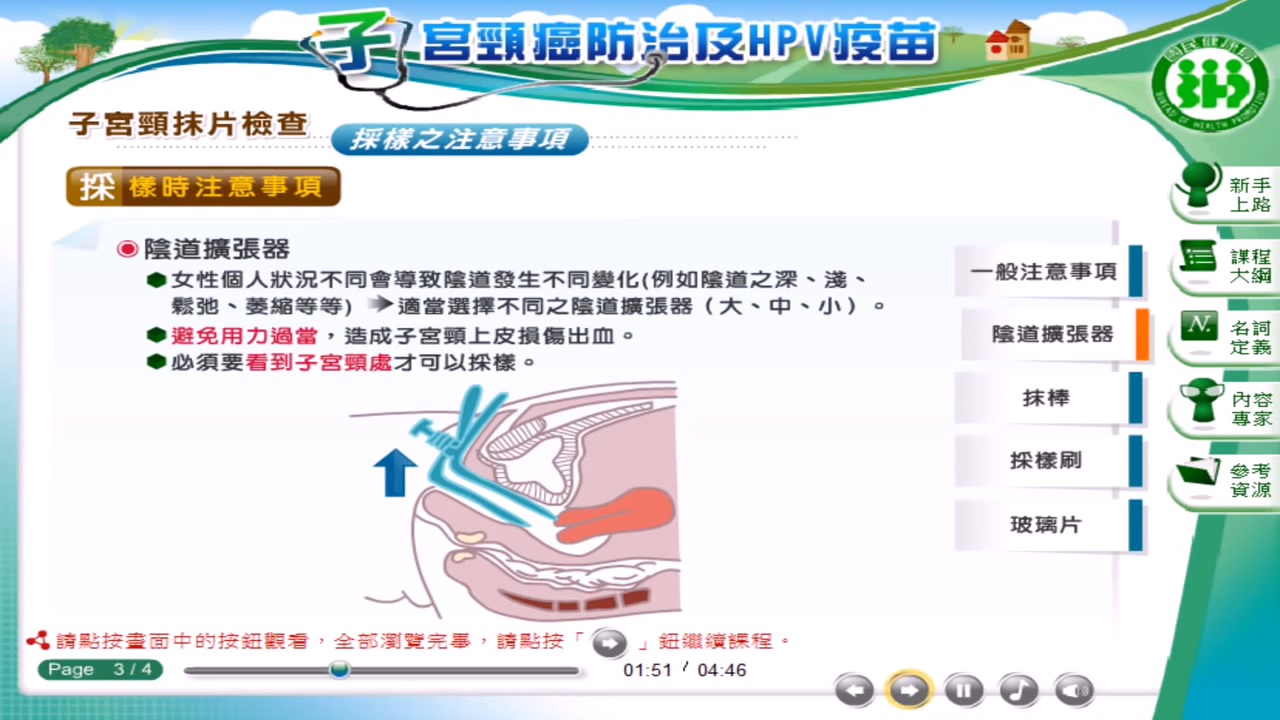 子宮頸癌防治及HPV疫苗
國民健康局
BUREAU OF HEALTH PROMOTION
子宮頸抹片檢查
採樣之注意事項
採樣時注意事項
陰道擴張器
女性個人狀況不同會導致陰道發生不同變化(例如陰道之深、淺、
鬆弛、萎縮等等) 適當選擇不同之陰道擴張器（大、中、小）。
避免用力過當，造成子宮頸上皮損傷出血。
必須要看到子宮頸處才可以採樣。
一般注意事項
陰道擴張器
抹棒
採樣刷
玻璃片
新手
上路
課程
大綱
N.
名詞
定義
內容
專家
參考
資源
請點按畫面中的按鈕觀看，全部瀏覽完畢，請點按「 」鈕繼續課程。
Page 3 / 4
01:51 / 04:46